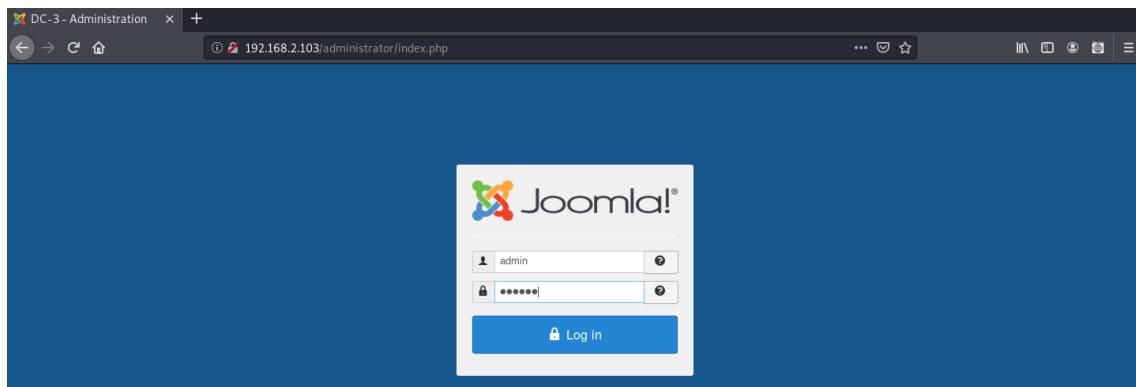 DC-3 - Administration
192.168.2.103/administrator/index.php
Joomla!®
admin
••••••
Log in